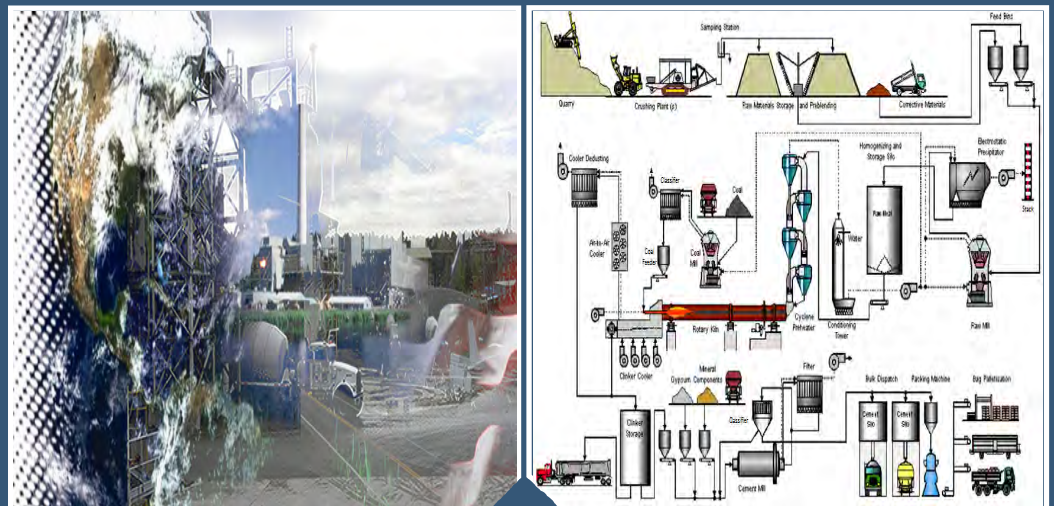 Feed Bins
Sampling Station
Quarry
Crushing Plant (s)
Raw Materials Storage and Preblending
Corrective Materials
Cooler Dedusting
Classifier
Coal
Homogenizing and
Storage Silo
Electrostatic
Precipitator
Stack
Raw Meal
Water
Air-to-Air
Cooler
Coal
Feeder
Coal
Mill
Rotary Kiln
Cyclone
Preheater
Conditioning
Tower
Raw Mill
Clinker Cooler
Mineral
Gypsum Components
Filter
Classifier
Bulk Dispatch
Packing Machine
Bag Palletisation
Clinker
Storage
Cement
Silo
Cement
Silo
Cement Mill